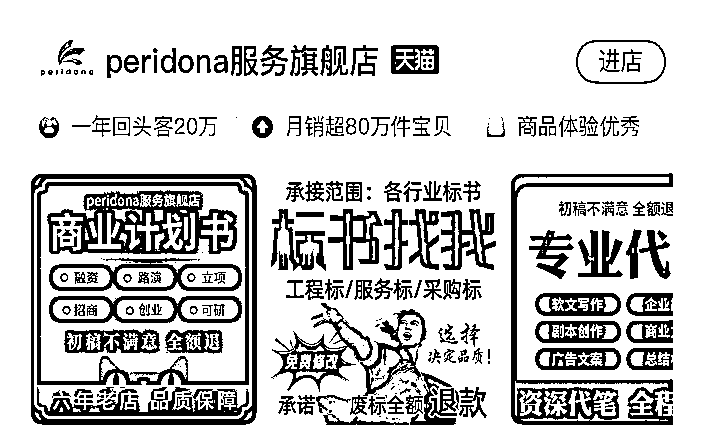 peridona
peridona服务旗舰店 天猫
进店
一年回头客20万
月销超80万件宝贝
商品体验优秀
peridona服务旗舰店
商业计划书
融资 路演 立项
招商 创业 可研
初稿不满意 全额退
六年老店 品质保障
承接范围：各行业标书
标书找我
工程标/服务标/采购标
选择
决定品质！
免费修改
承诺 废标全额退款
初稿不满意 全额退
专业代
软文写作 企业
剧本创作 商业
广告文案 总结
资深代笔 全程